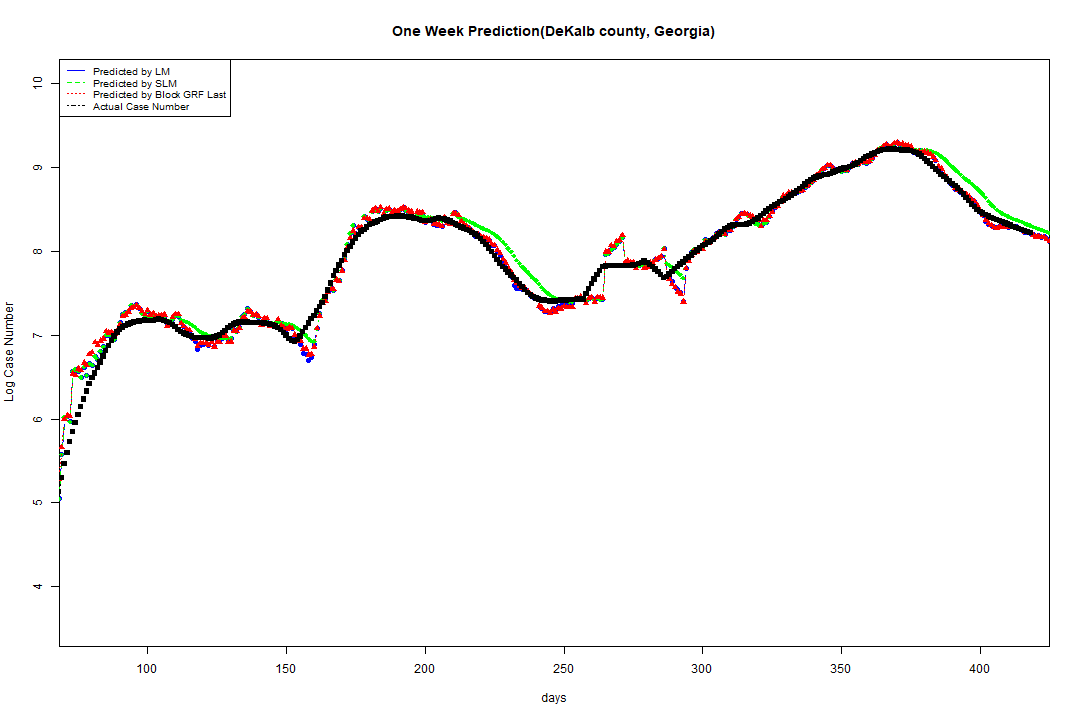 One Week Prediction(DeKalb county, Georgia)
Predicted by LM
Predicted by SLM
Predicted by Block GRF Last
Actual Case Number
10
9
8
7
6
5
4
Log Case Number
100 150 200 250 300 350 400
days